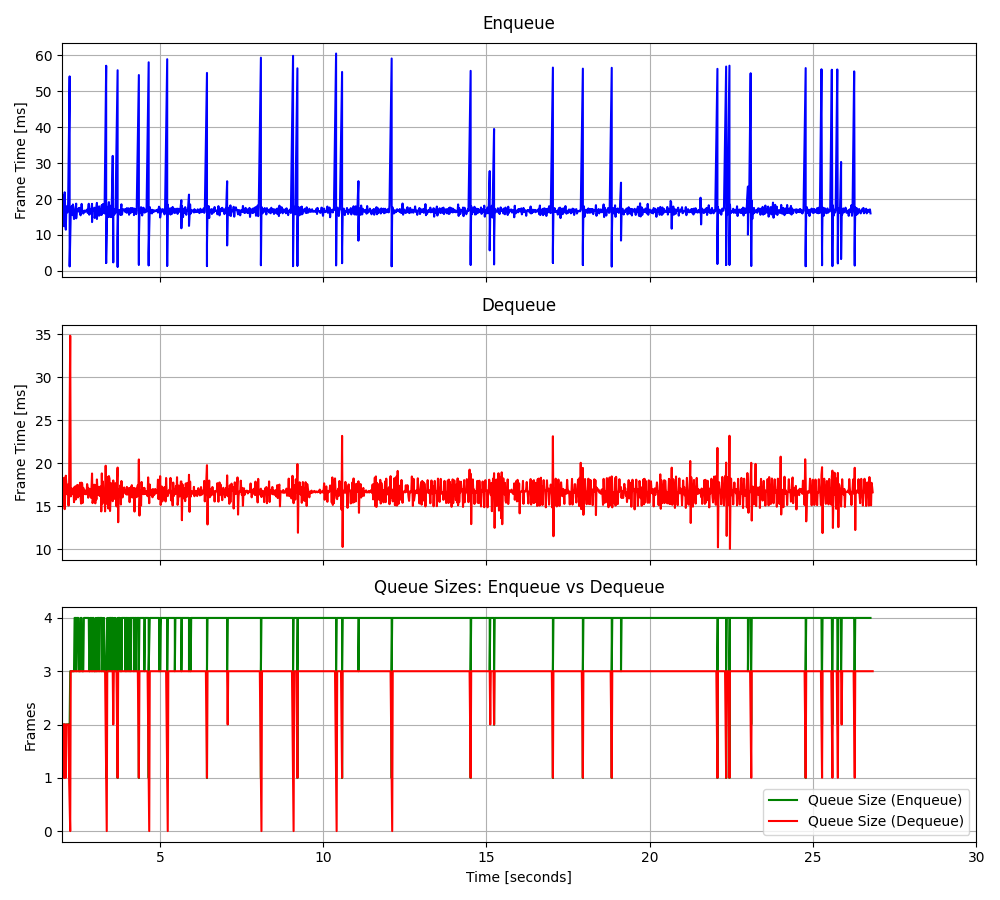 Enqueue
Frame Time [ms]
60
50
40
30
20
10
0
Dequeue
Frame Time [ms]
35
30
25
20
15
10
Queue Sizes: Enqueue vs Dequeue
Frames
4
3
2
1
0
Queue Size (Enqueue)
Queue Size (Dequeue)
5 10 15 20 25 30
Time [seconds]